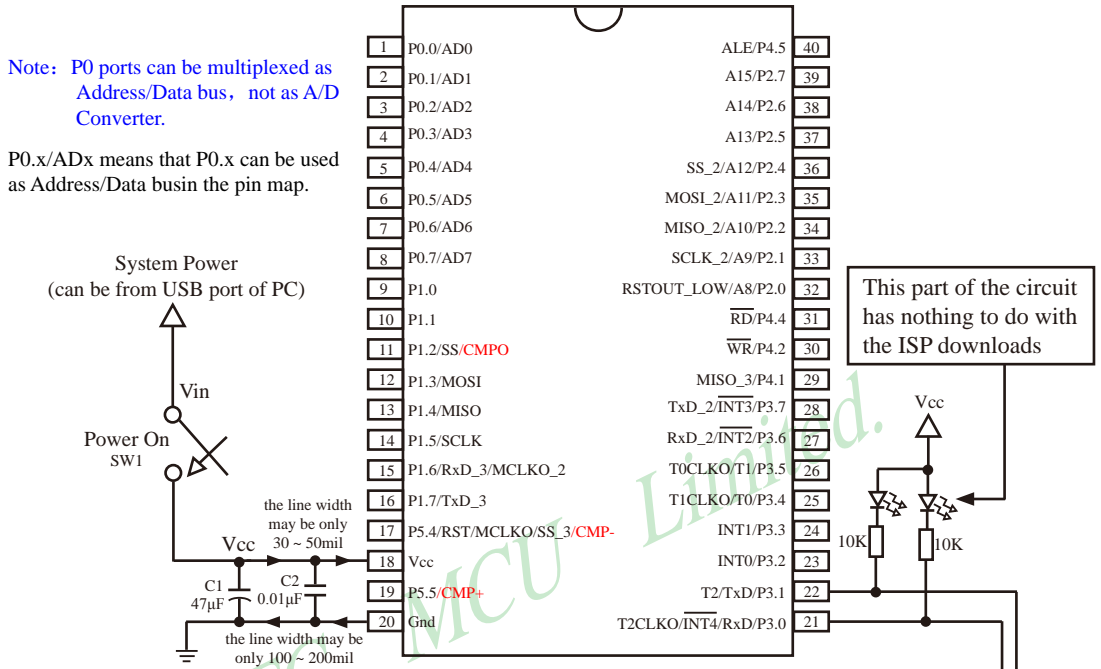 Note：P0 ports can be multiplexed as
Address/Data bus，not as A/D
Converter.
P0.x/ADx means that P0.x can be used
as Address/Data busin the pin map.
System Power
(can be from USB port of PC)
Vin
Power On
SW1
the line width
may be only
30 ~ 50mil
Vcc
C1
47μF
C2
0.01μF
the line width may be
only 100 ~ 200mil
1 P0.0/AD0
2 P0.1/AD1
3 P0.2/AD2
4 P0.3/AD3
5 P0.4/AD4
6 P0.5/AD5
7 P0.6/AD6
8 P0.7/AD7
9 P1.0
10 P1.1
11 P1.2/SS/CMPO
12 P1.3/MOSI
13 P1.4/MISO
14 P1.5/SCLK
15 P1.6/RxD_3/MCLKO_2
16 P1.7/TxD_3
17 P5.4/RST/MCLKO/SS_3/CMP-
18 Vcc
19 P5.5/CMP+
20 Gnd
ALE/P4.5 40
A15/P2.7 39
A14/P2.6 38
A13/P2.5 37
SS_2/A12/P2.4 36
MOSI_2/A11/P2.3 35
MISO_2/A10/P2.2 34
SCLK_2/A9/P2.1 33
RSTOUT_LOW/A8/P2.0 32
RD/P4.4 31
WR/P4.2 30
MISO_3/P4.1 29
TxD_2/INT3/P3.7 28
RxD_2/INT2/P3.6 27
T0CLKO/T1/P3.5 26
T1CLKO/T0/P3.4 25
INT1/P3.3 24
INT0/P3.2 23
T2/TxD/P3.1 22
T2CLKO/INT4/RxD/P3.0 21
This part of the circuit
has nothing to do with
the ISP downloads
Vcc
10K
10K
MCU Limited.